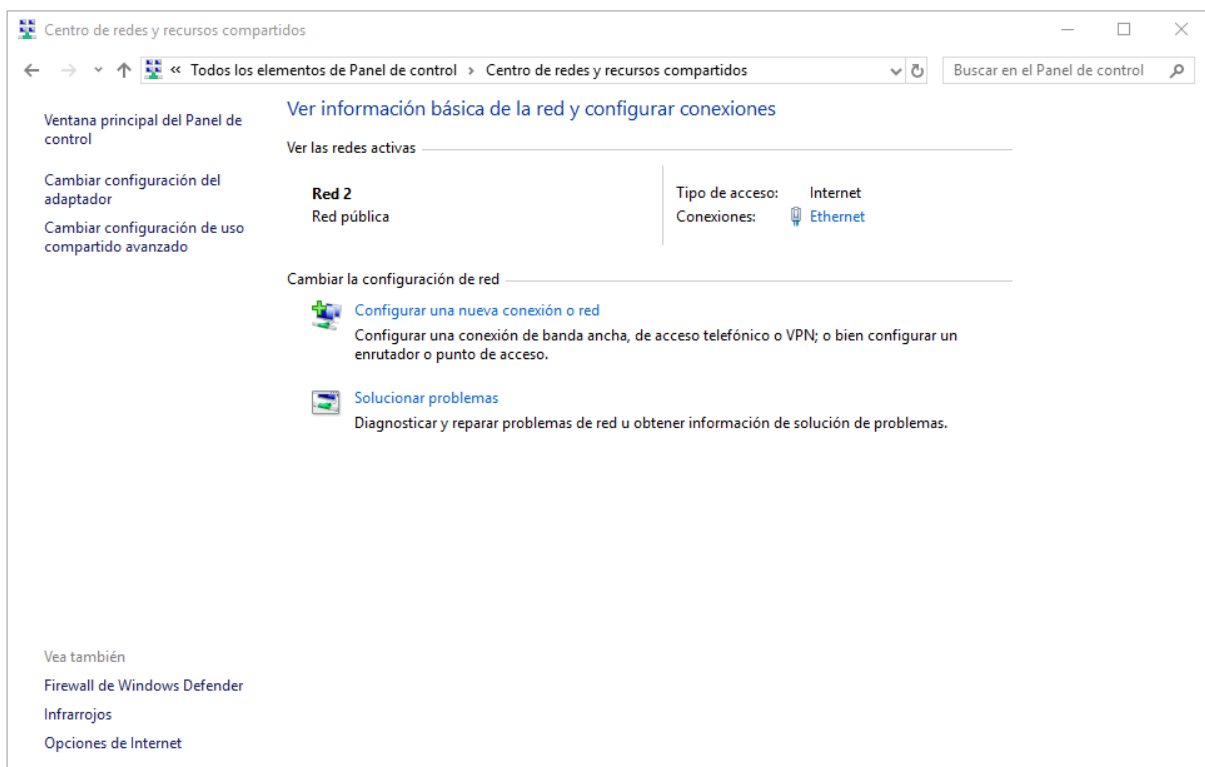 Centro de redes y recursos compartidos
« Todos los elementos de Panel de control › Centro de redes y recursos compartidos
Buscar en el Panel de control
Ventana principal del Panel de
control
Cambiar configuración del
adaptador
Cambiar configuración de uso
compartido avanzado
Ver información básica de la red y configurar conexiones
Ver las redes activas
Red 2
Red pública
Tipo de acceso: Internet
Conexiones: Ethernet
Cambiar la configuración de red
Configurar una nueva conexión o red
Configurar una conexión de banda ancha, de acceso telefónico o VPN; o bien configurar un
enrutador o punto de acceso.
Solucionar problemas
Diagnosticar y reparar problemas de red u obtener información de solución de problemas.
Vea también
Firewall de Windows Defender
Infrarrojos
Opciones de Internet